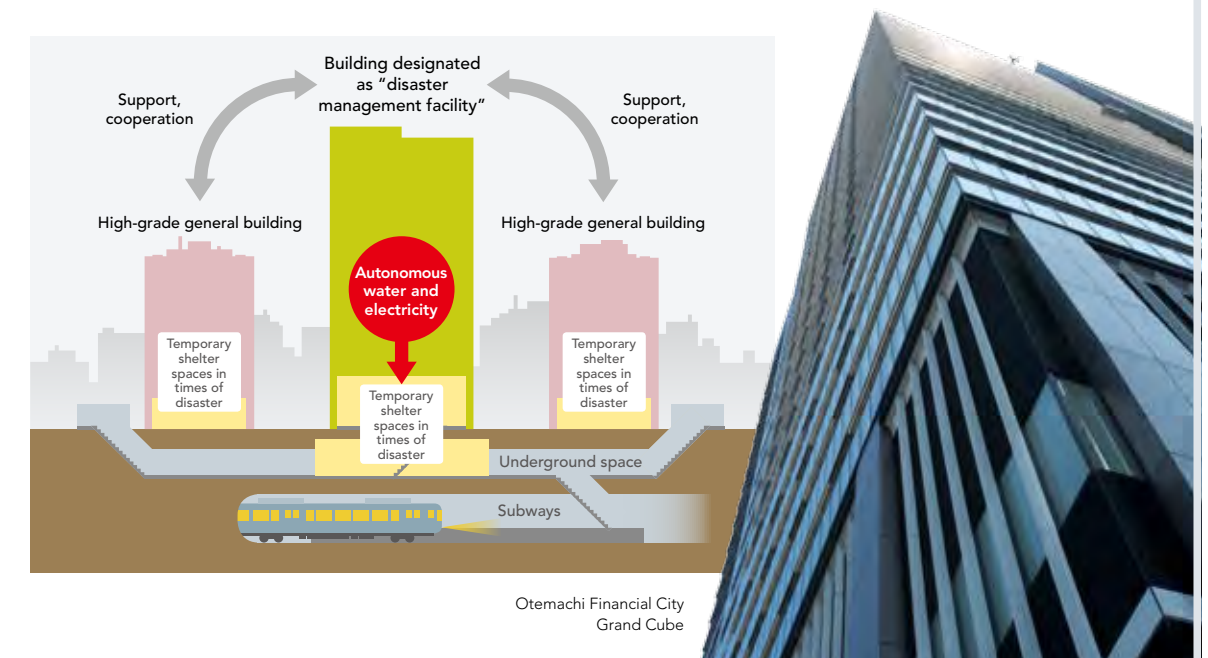 Building designated
as “disaster
management facility”
Support,
cooperation
Support,
cooperation
High-grade general building
High-grade general building
Autonomous
water and
electricity
Temporary
shelter
spaces in
times of
disaster
Temporary
shelter
spaces in
times of
disaster
Temporary
shelter
spaces in
times of
disaster
Underground space
Subways
Otemachi Financial City
Grand Cube